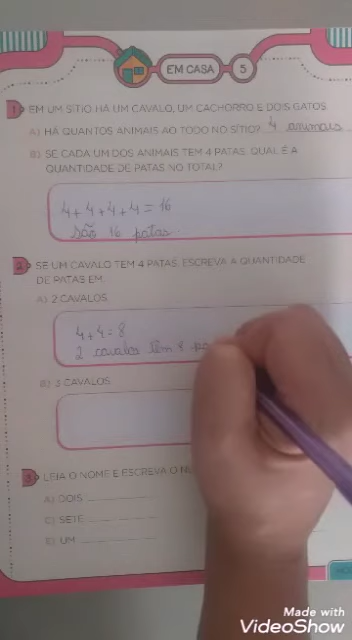 EM CASA 5
1 EM UM SÍTIO HÁ UM CAVALO, UM CACHORRO E DOIS GATOS.
A) HÁ QUANTOS ANIMAIS AO TODO NO SÍTIO? 4 animais
B) SE CADA UM DOS ANIMAIS TEM 4 PATAS, QUAL É A
QUANTIDADE DE PATAS NO TOTAL?
4 + 4 + 4 + 4 = 16
São 16 patas.
2 SE UM CAVALO TEM 4 PATAS, ESCREVA A QUANTIDADE
DE PATAS EM:
A) 2 CAVALOS.
4 + 4 = 8
2 cavalos têm 8
B) 3 CAVALOS.
3 LEIA O NOME E ESCREVA O
A) DOIS
C) SETE
E) UM
Made with
VideoShow